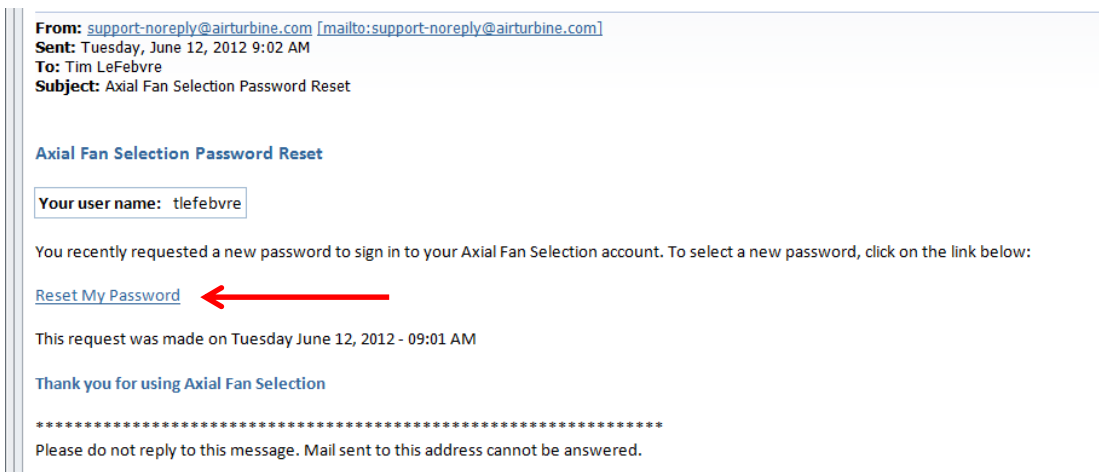 From: support-noreply@airturbine.com [mailto:support-noreply@airturbine.com]
Sent: Tuesday, June 12, 2012 9:02 AM
To: Tim LeFebvre
Subject: Axial Fan Selection Password Reset
Axial Fan Selection Password Reset
Your user name: tlefebvre
You recently requested a new password to sign in to your Axial Fan Selection account. To select a new password, click on the link below:
Reset My Password
This request was made on Tuesday June 12, 2012 - 09:01 AM
Thank you for using Axial Fan Selection
******************************************************************
Please do not reply to this message. Mail sent to this address cannot be answered.